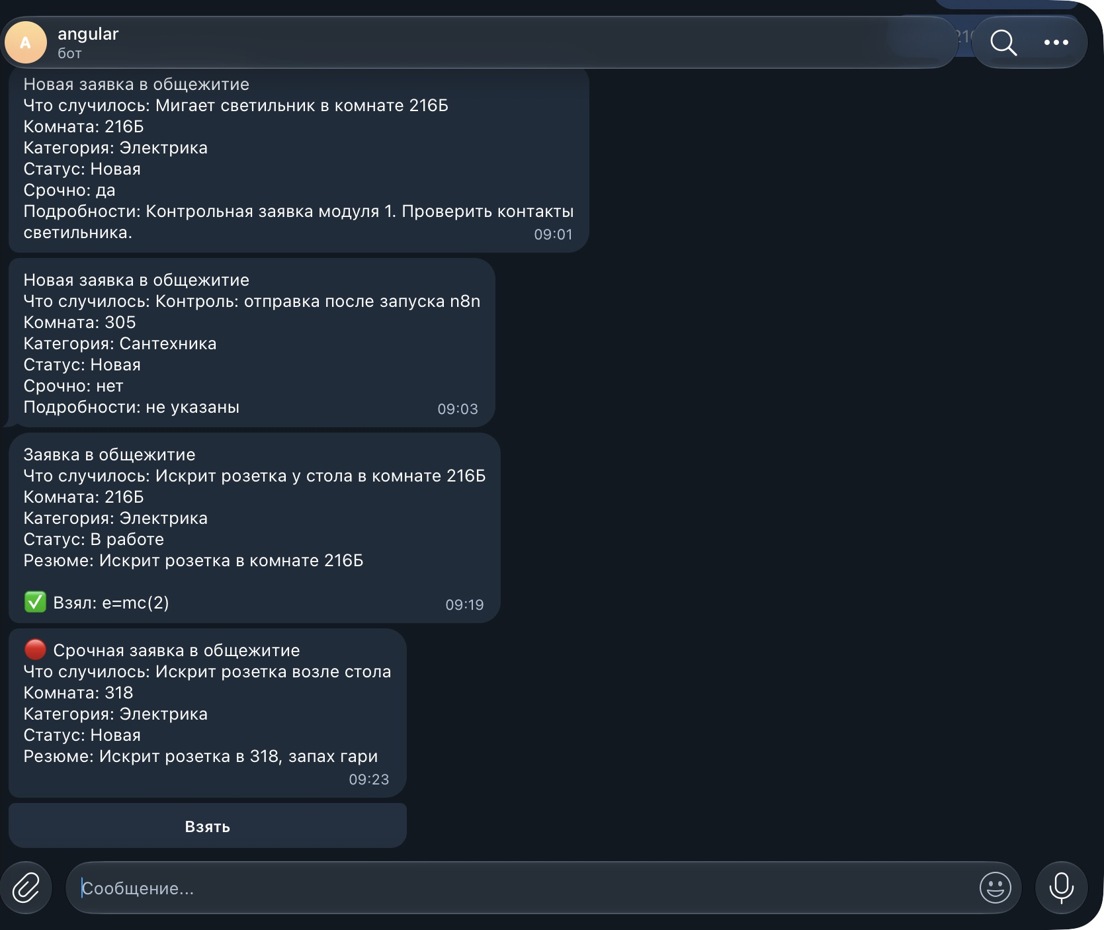 A
angular
бот
Новая заявка в общежитие
Что случилось: Мигает светильник в комнате 216Б
Комната: 216Б
Категория: Электрика
Статус: Новая
Срочно: да
Подробности: Контрольная заявка модуля 1. Проверить контакты
светильника.
09:01
Новая заявка в общежитие
Что случилось: Контроль: отправка после запуска n8n
Комната: 305
Категория: Сантехника
Статус: Новая
Срочно: нет
Подробности: не указаны
09:03
Заявка в общежитие
Что случилось: Искрит розетка у стола в комнате 216Б
Комната: 216Б
Категория: Электрика
Статус: В работе
Резюме: Искрит розетка в комнате 216Б
✅ Взял: e=mc(2)
09:19
🔴 Срочная заявка в общежитие
Что случилось: Искрит розетка возле стола
Комната: 318
Категория: Электрика
Статус: Новая
Резюме: Искрит розетка в 318, запах гари
09:23
Взять
Сообщение...